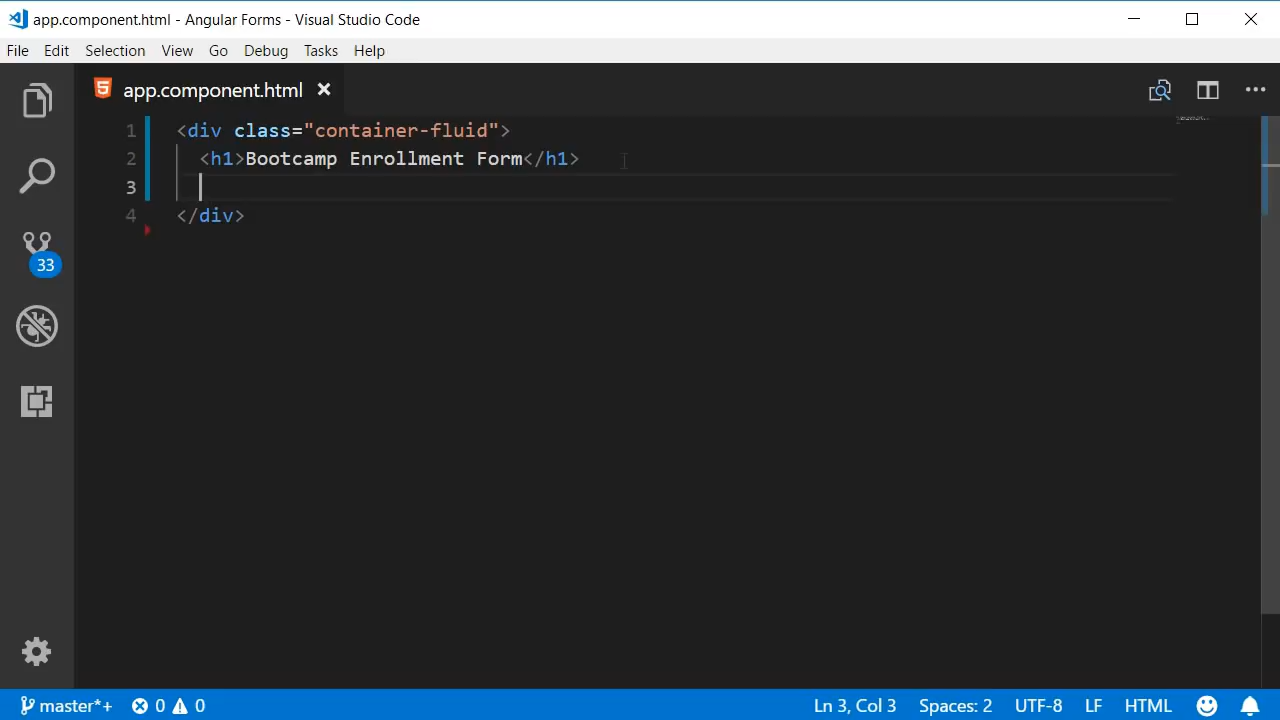 app.component.html - Angular Forms - Visual Studio Code
File Edit Selection View Go Debug Tasks Help
app.component.html
1 <div class="container-fluid">
2 <h1>Bootcamp Enrollment Form</h1>
3
4 </div>
33
master*+ 0 0 Ln 3, Col 3 Spaces: 2 UTF-8 LF HTML